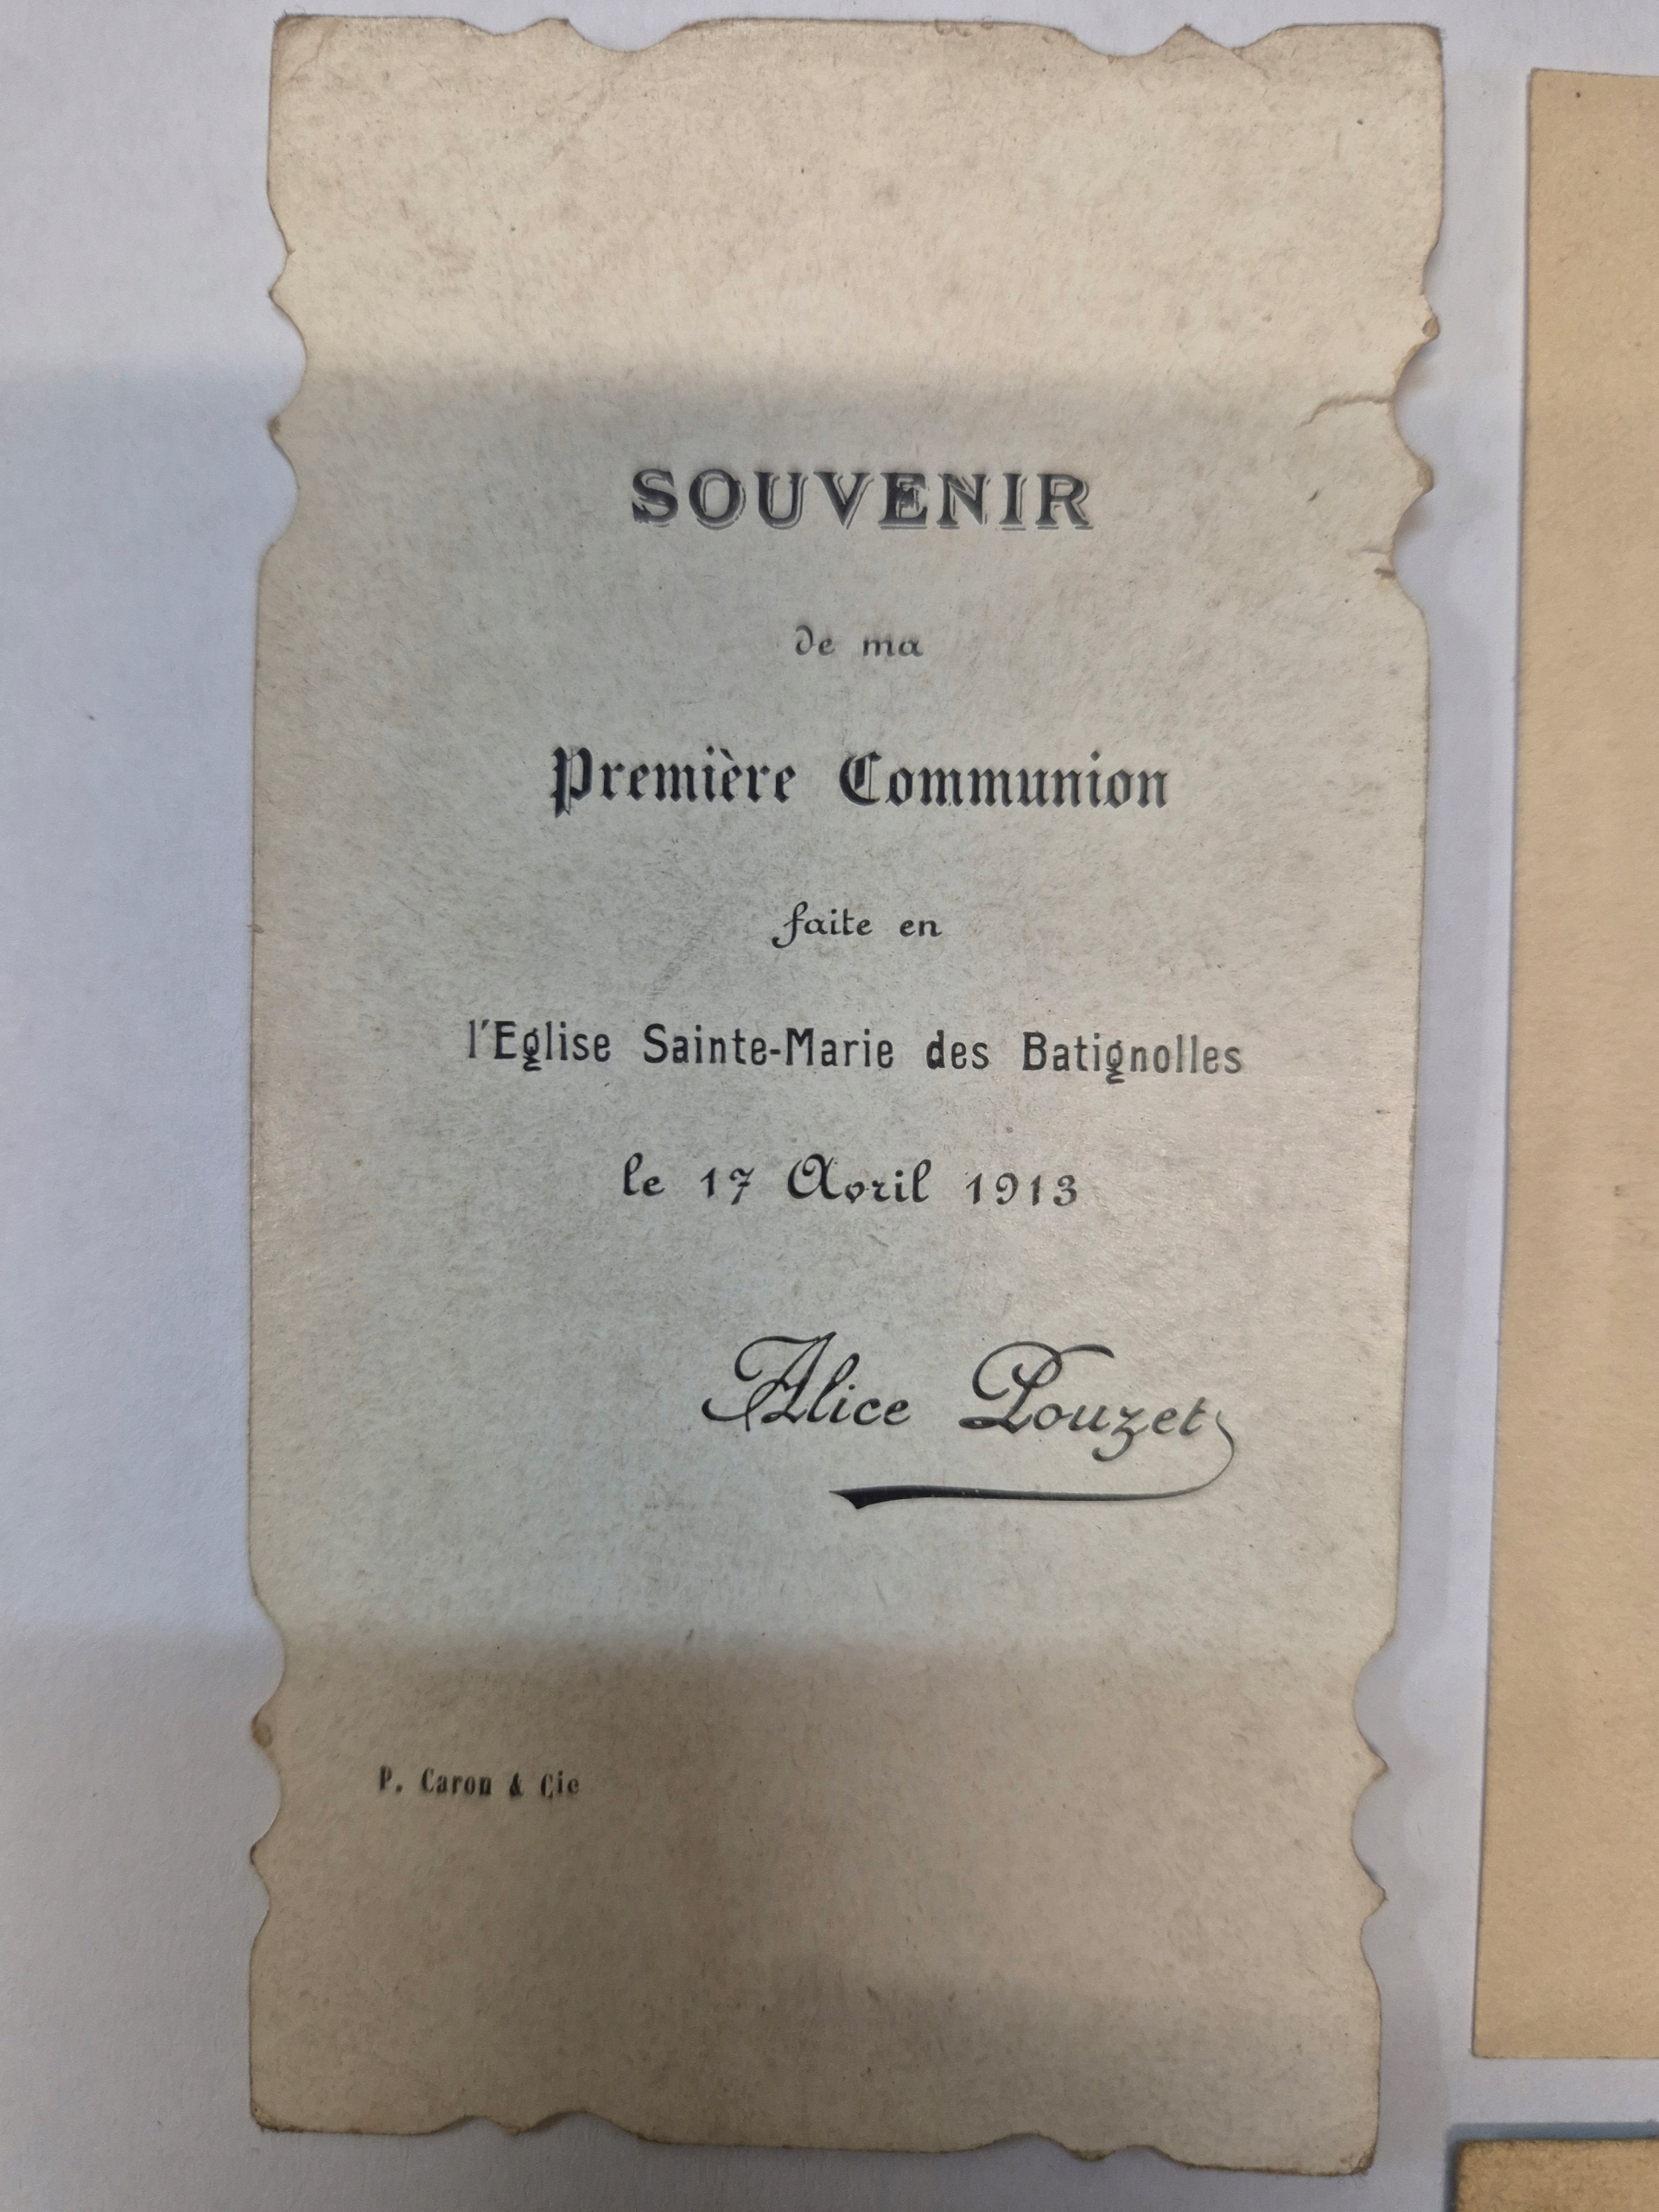 SOUVENIR
de ma
Première Communion
faite en
l'Eglise Sainte-Marie des Batignolles
le 17 Avril 1913
Alice Pouzet
P. Caron & Cie